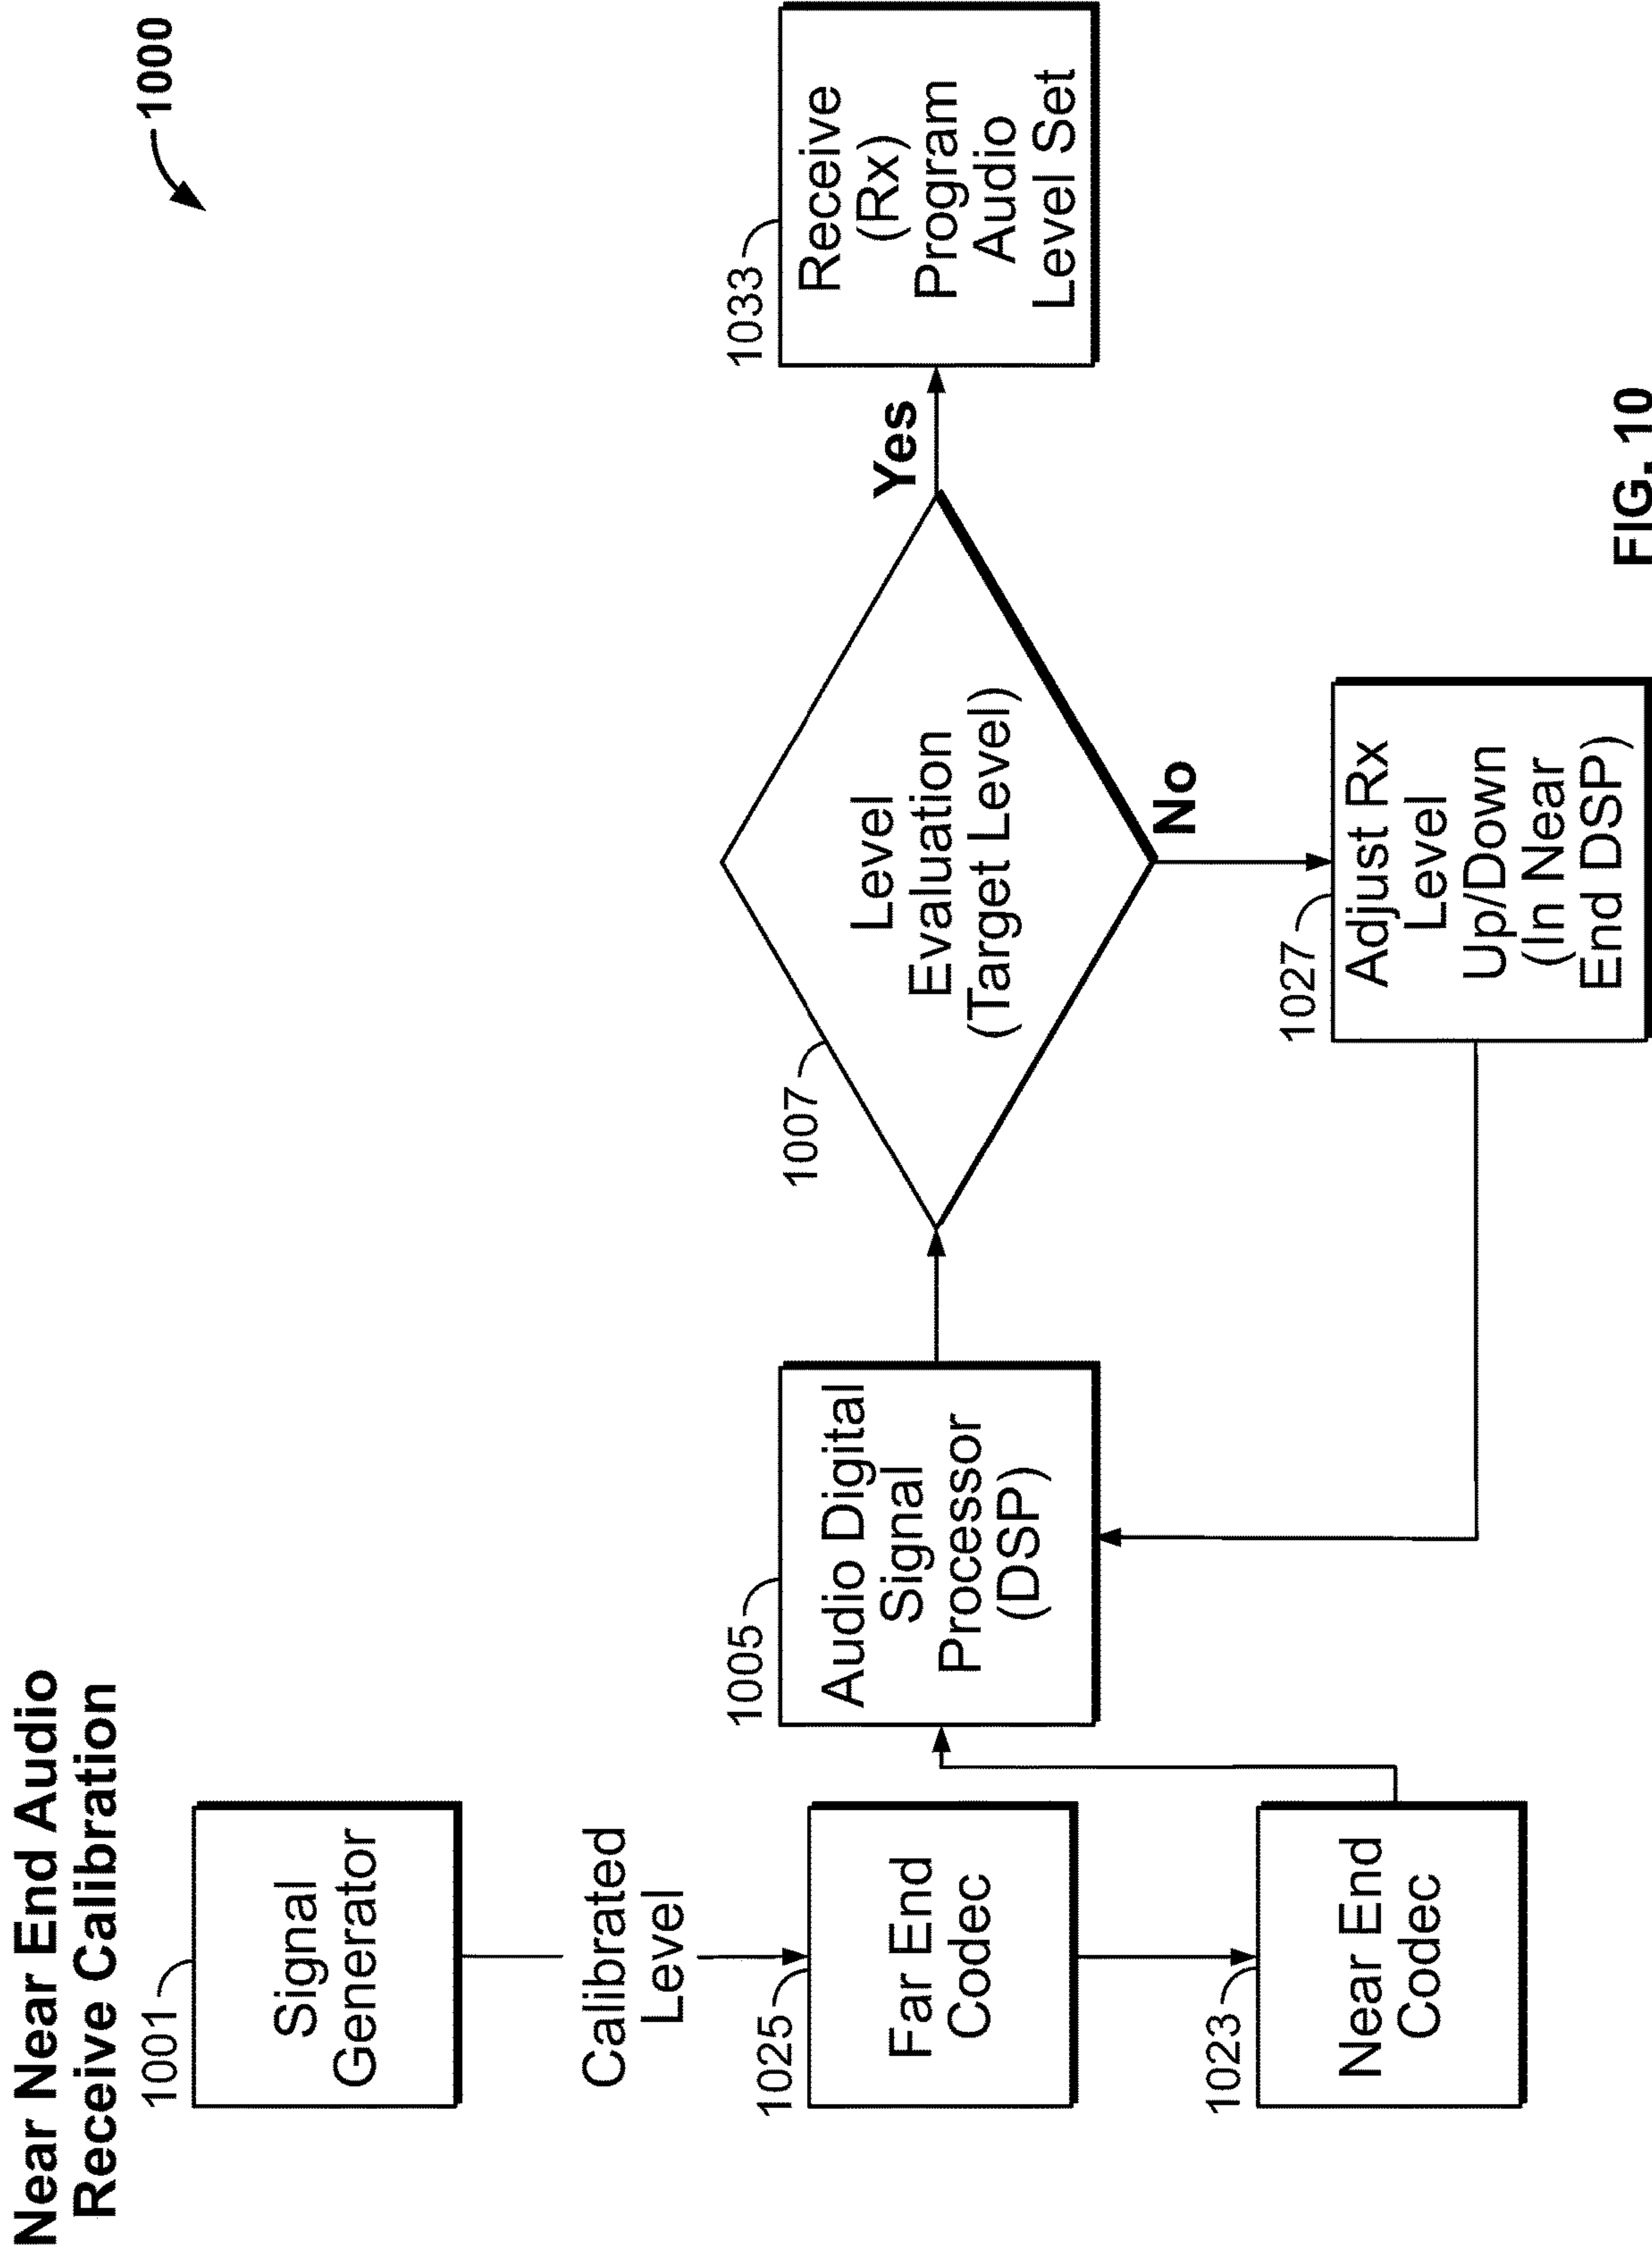 Near Near End Audio
Receive Calibration
1000
1001
Signal
Generator
Calibrated
Level
1025
Far End
Codec
1023
Near End
Codec
1005
Audio Digital
Signal
Processor
(DSP)
1007
Level
Evaluation
(Target Level)
Yes
No
1033
Receive
(Rx)
Program
Audio
Level Set
1027
Adjust Rx
Level
Up/Down
(In Near
End DSP)
FIG. 10